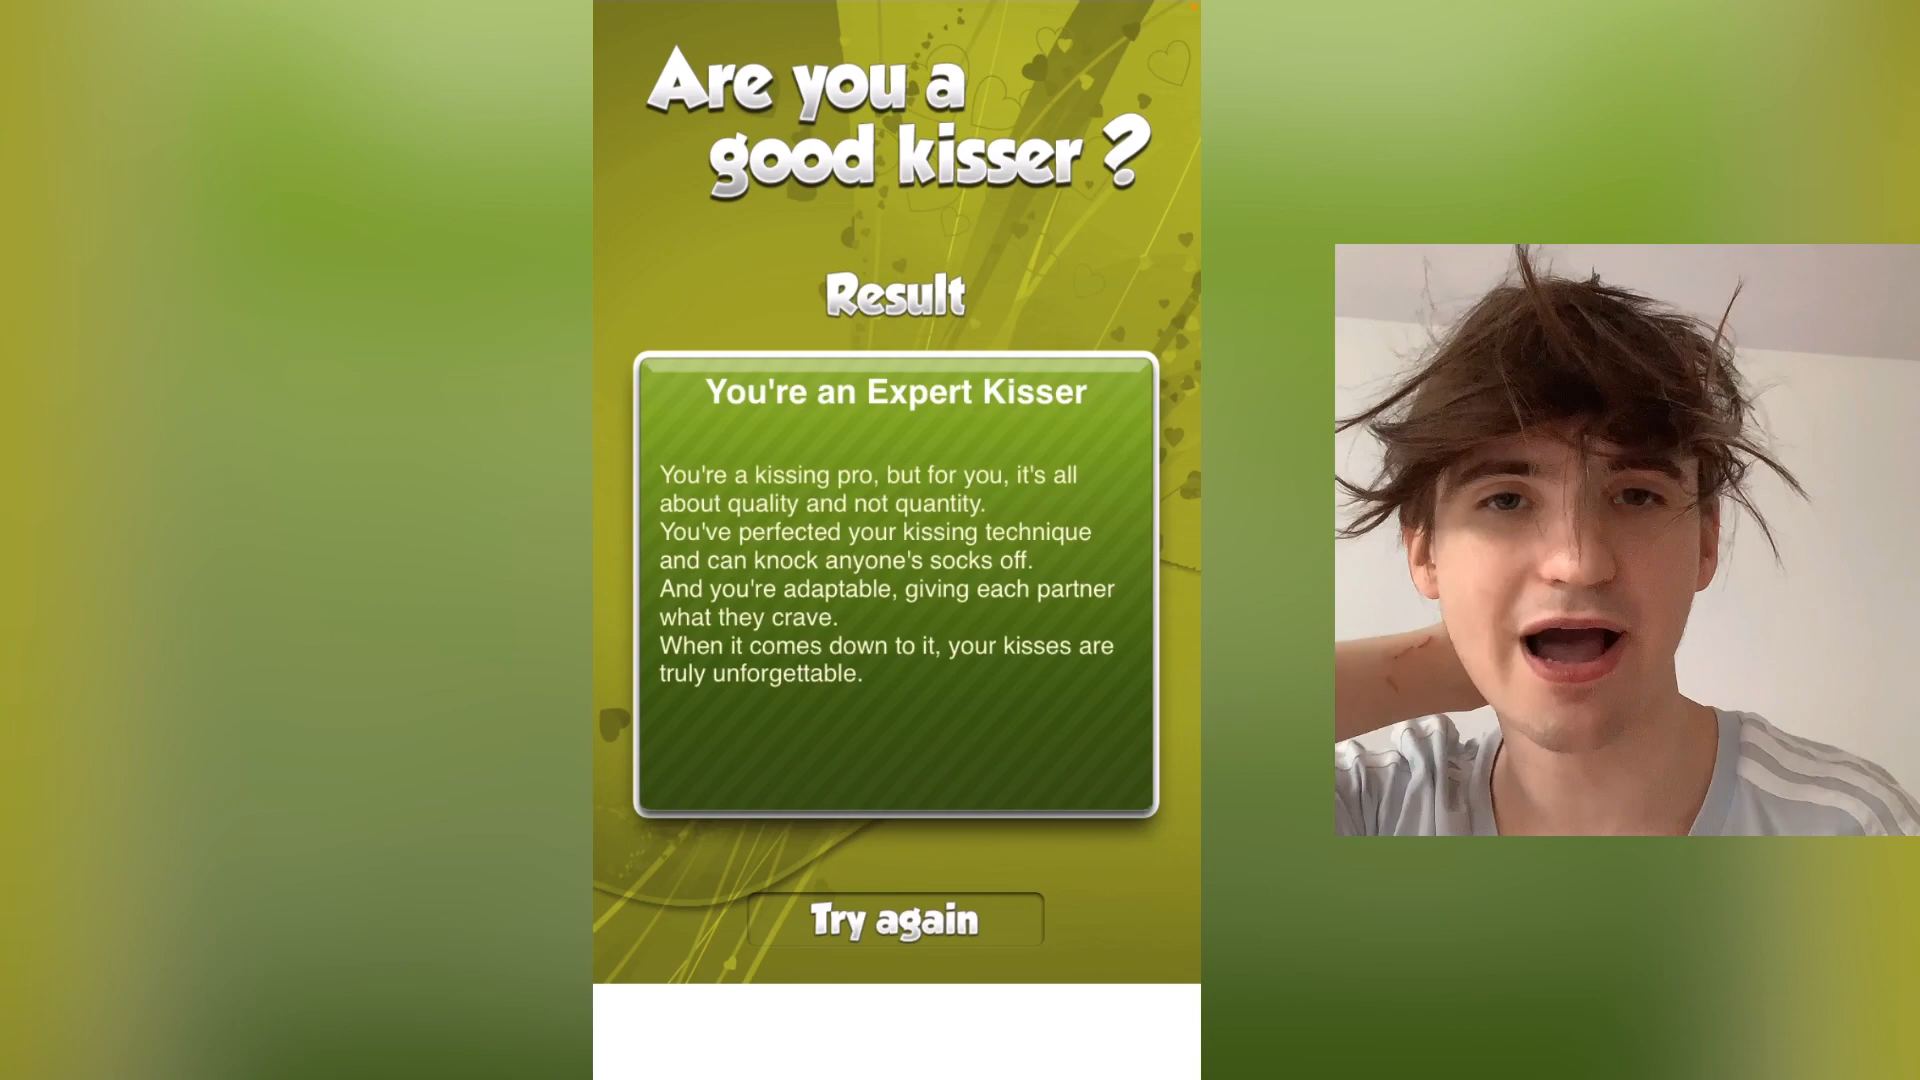 Are you a
good kisser ?
Result
You're an Expert Kisser
You're a kissing pro, but for you, it's all
about quality and not quantity.
You've perfected your kissing technique
and can knock anyone's socks off.
And you're adaptable, giving each partner
what they crave.
When it comes down to it, your kisses are
truly unforgettable.
Try again